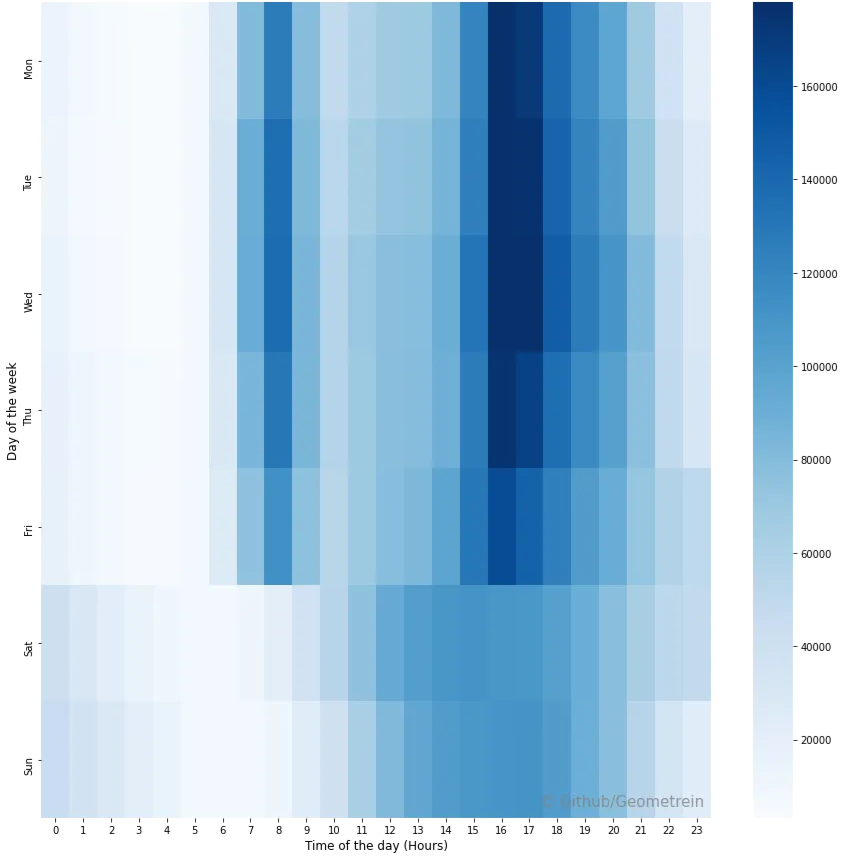 Day of the week
Mon
Tue
Wed
Thu
Fri
Sat
Sun
0 1 2 3 4 5 6 7 8 9 10 11 12 13 14 15 16 17 18 19 20 21 22 23
Time of the day (Hours)
© Github/Geometrein
160000
140000
120000
100000
80000
60000
40000
20000